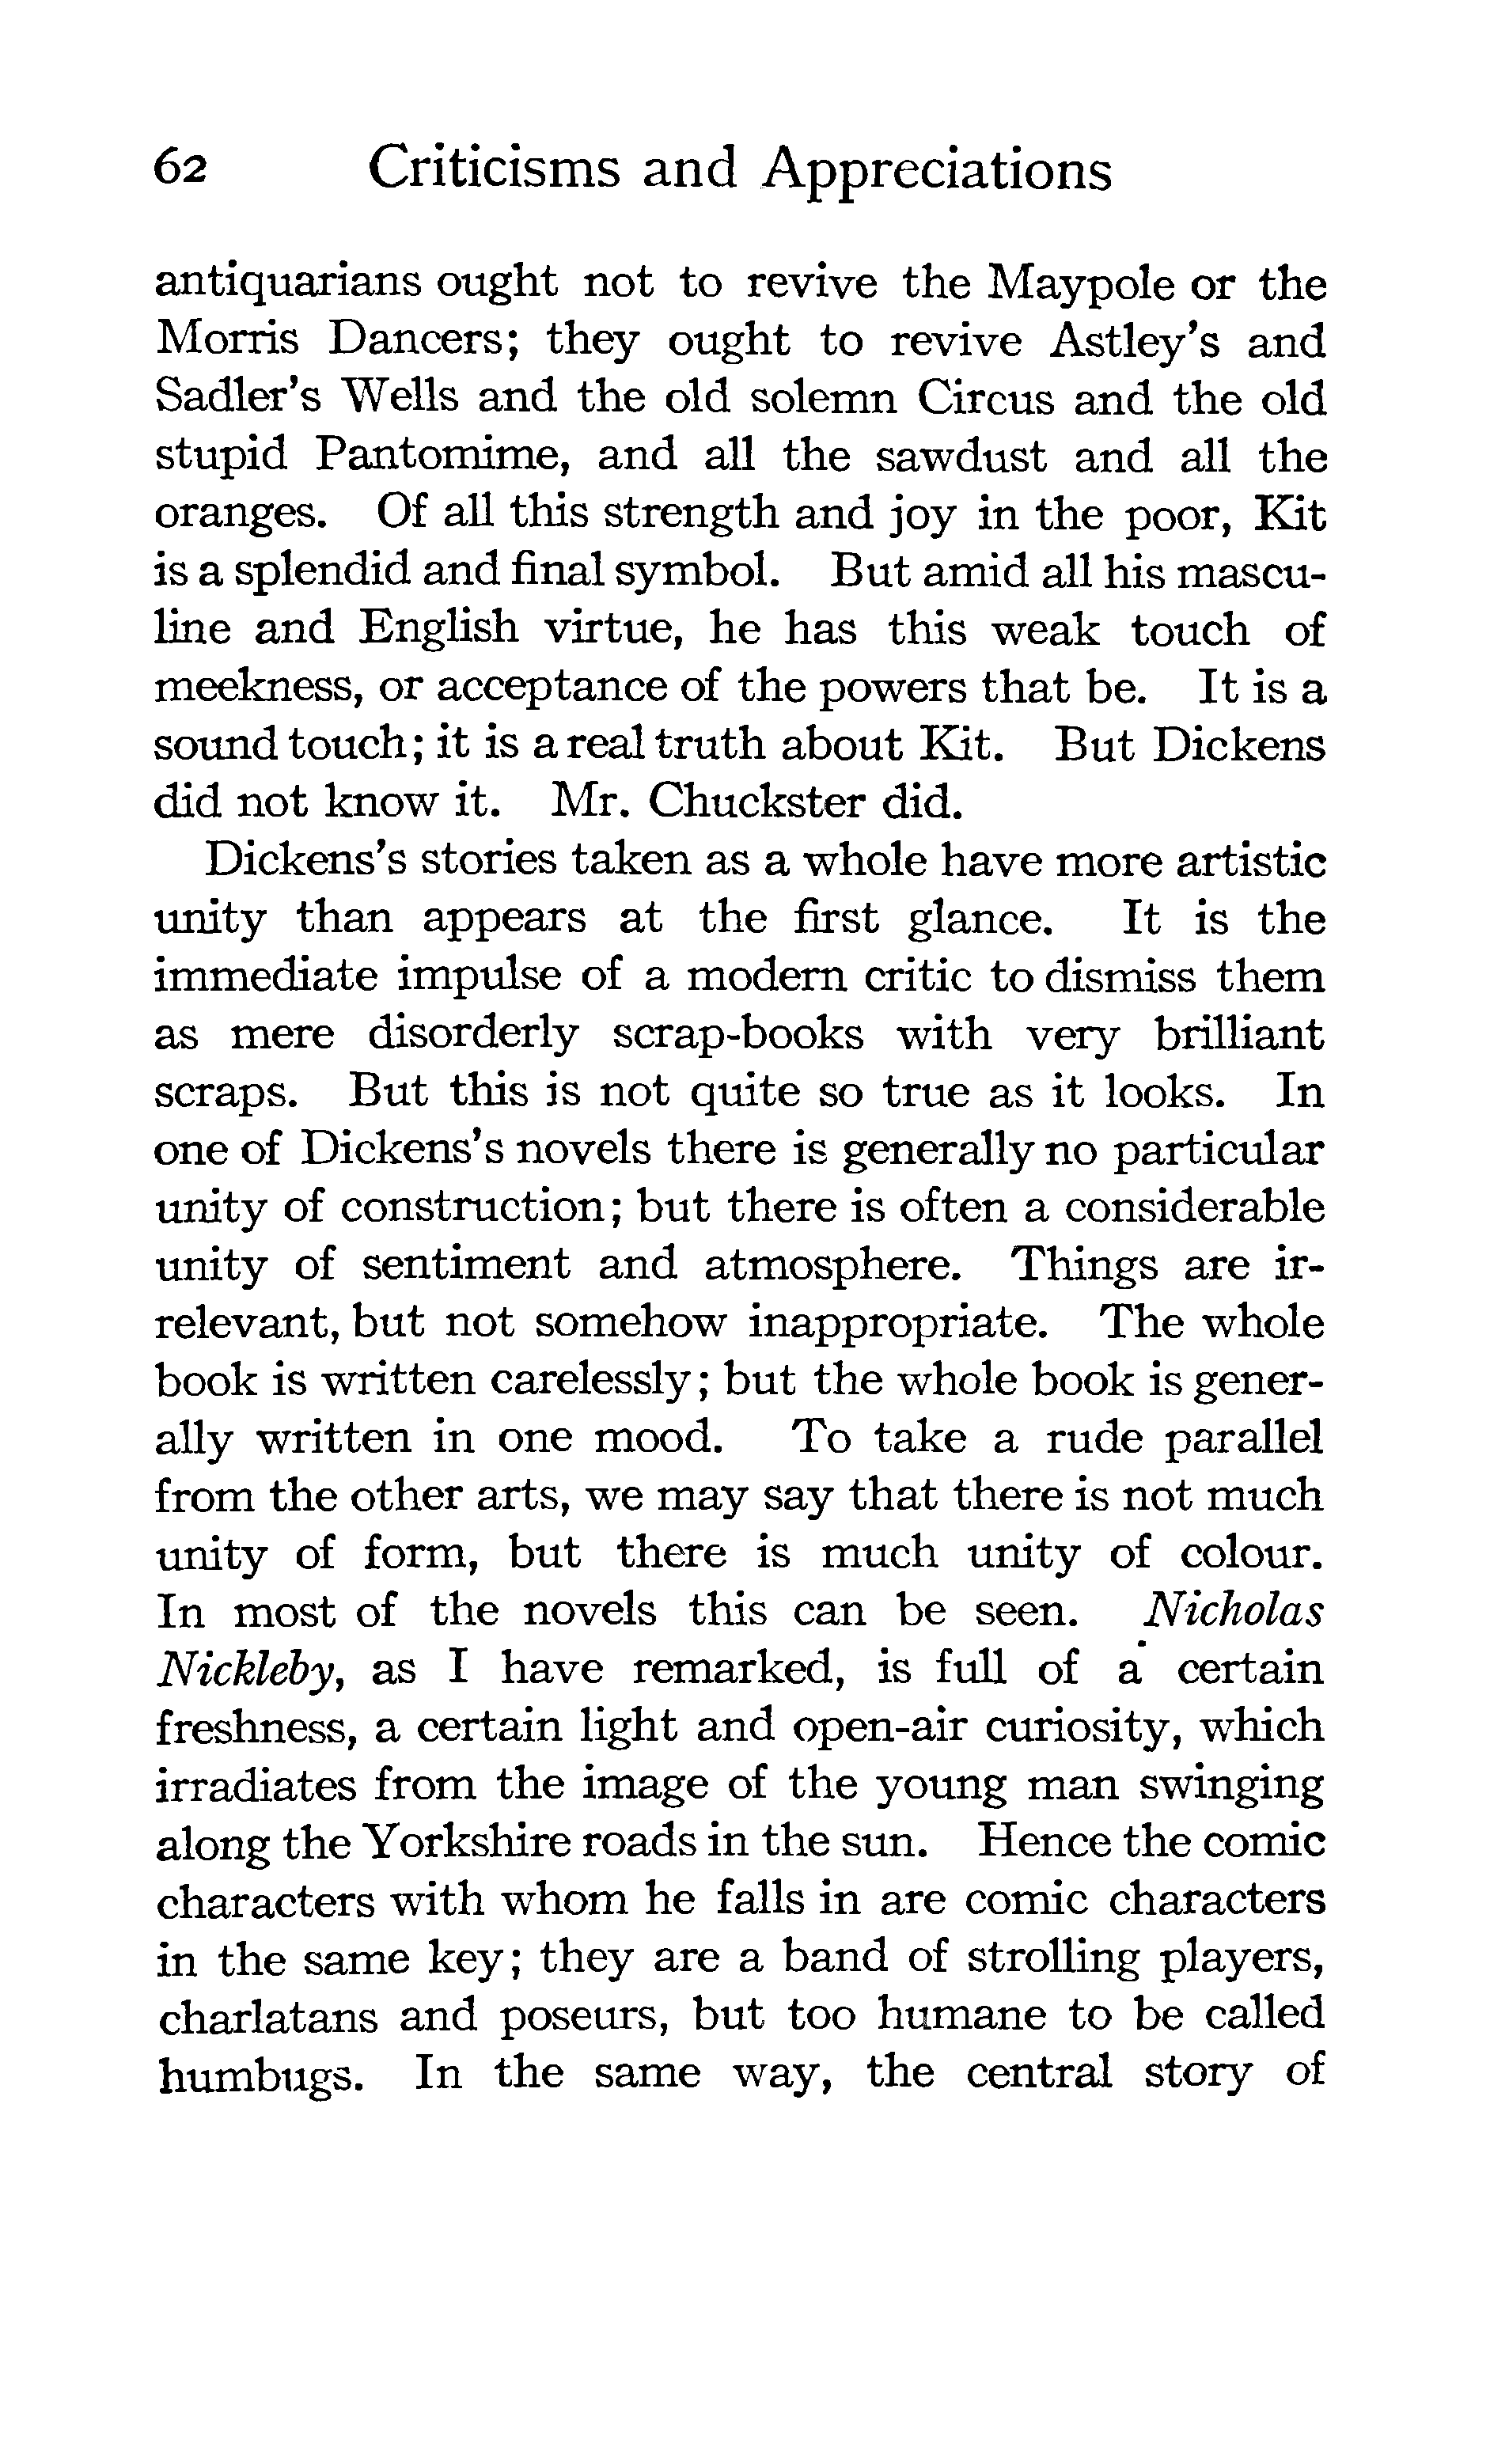 62 Criticisms and Appreciations
antiquarians ought not to revive the Maypole or the
Morris Dancers; they ought to revive Astley's and
Sadler's Wells and the old solemn Circus and the old
stupid Pantomime, and all the sawdust and all the
oranges. Of all this strength and joy in the poor, Kit
is a splendid and final symbol. But amid all his mascu-
line and English virtue, he has this weak touch of
meekness, or acceptance of the powers that be. It is a
sound touch; it is a real truth about Kit. But Dickens
did not know it. Mr. Chuckster did.
Dickens's stories taken as a whole have more artistic
unity than appears at the first glance. It is the
immediate impulse of a modern critic to dismiss them
as mere disorderly scrap-books with very brilliant
scraps. But this is not quite so true as it looks. In
one of Dickens's novels there is generally no particular
unity of construction; but there is often a considerable
unity of sentiment and atmosphere. Things are ir-
relevant, but not somehow inappropriate. The whole
book is written carelessly; but the whole book is gener-
ally written in one mood. To take a rude parallel
from the other arts, we may say that there is not much
unity of form, but there is much unity of colour.
In most of the novels this can be seen. Nicholas
Nickleby, as I have remarked, is full of a certain
freshness, a certain light and open-air curiosity, which
irradiates from the image of the young man swinging
along the Yorkshire roads in the sun. Hence the comic
characters with whom he falls in are comic characters
in the same key; they are a band of strolling players,
charlatans and poseurs, but too humane to be called
humbugs. In the same way, the central story of